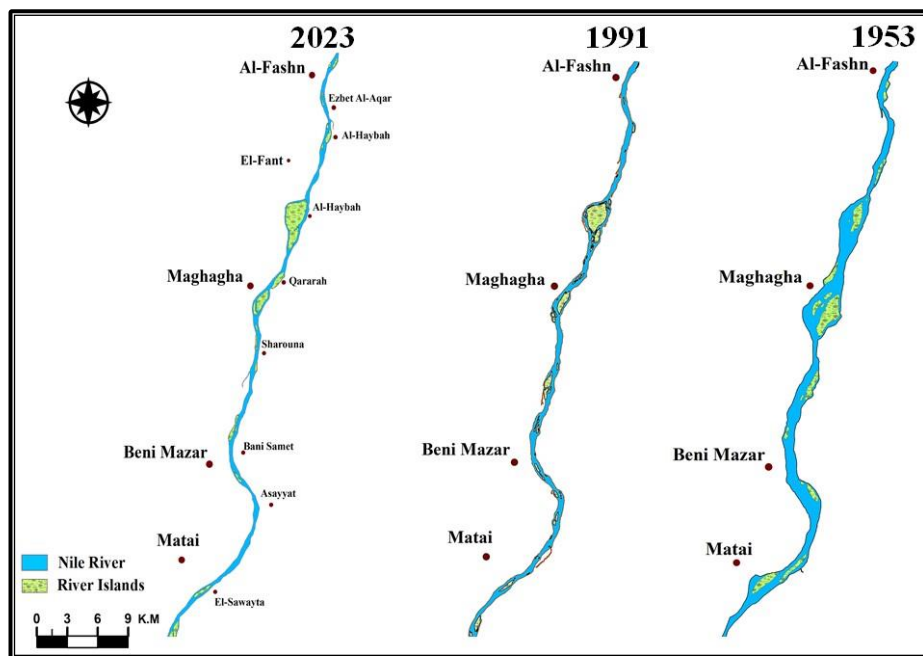 2023
1991
1953
Al-Fashn
Ezbet Al-Aqar
Al-Haybah
El-Fant
Al-Haybah
Maghagha
Qararah
Sharouna
Beni Mazar
Bani Samet
Asayyat
Matai
El-Sawayta
Al-Fashn
Maghagha
Beni Mazar
Matai
Al-Fashn
Maghagha
Beni Mazar
Matai
Nile River
River Islands
0 3 6 9 K.M